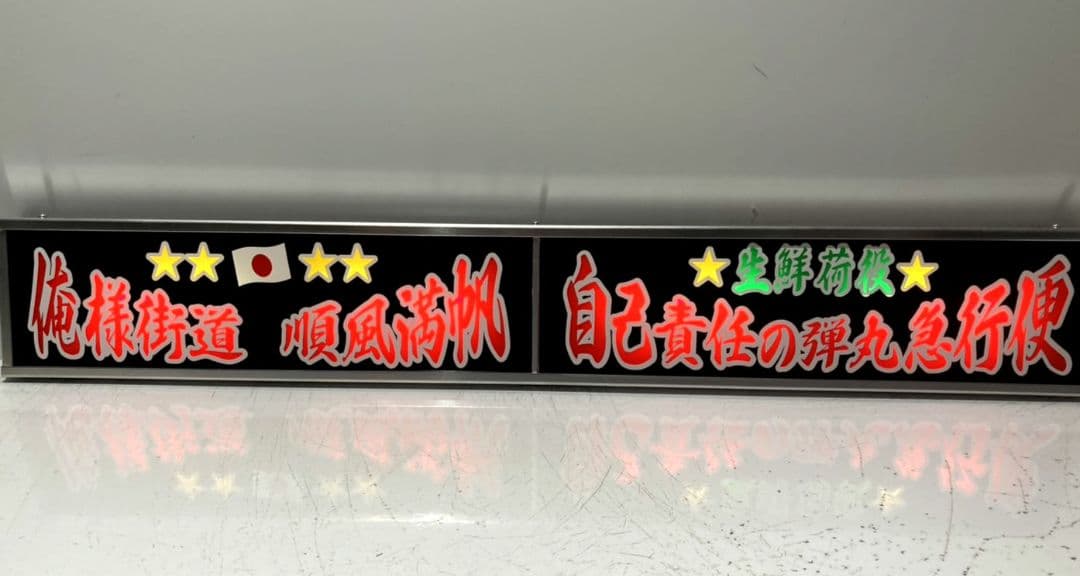 俺様街道 順風満帆
生鮮荷役
自己責任の弾丸急行便